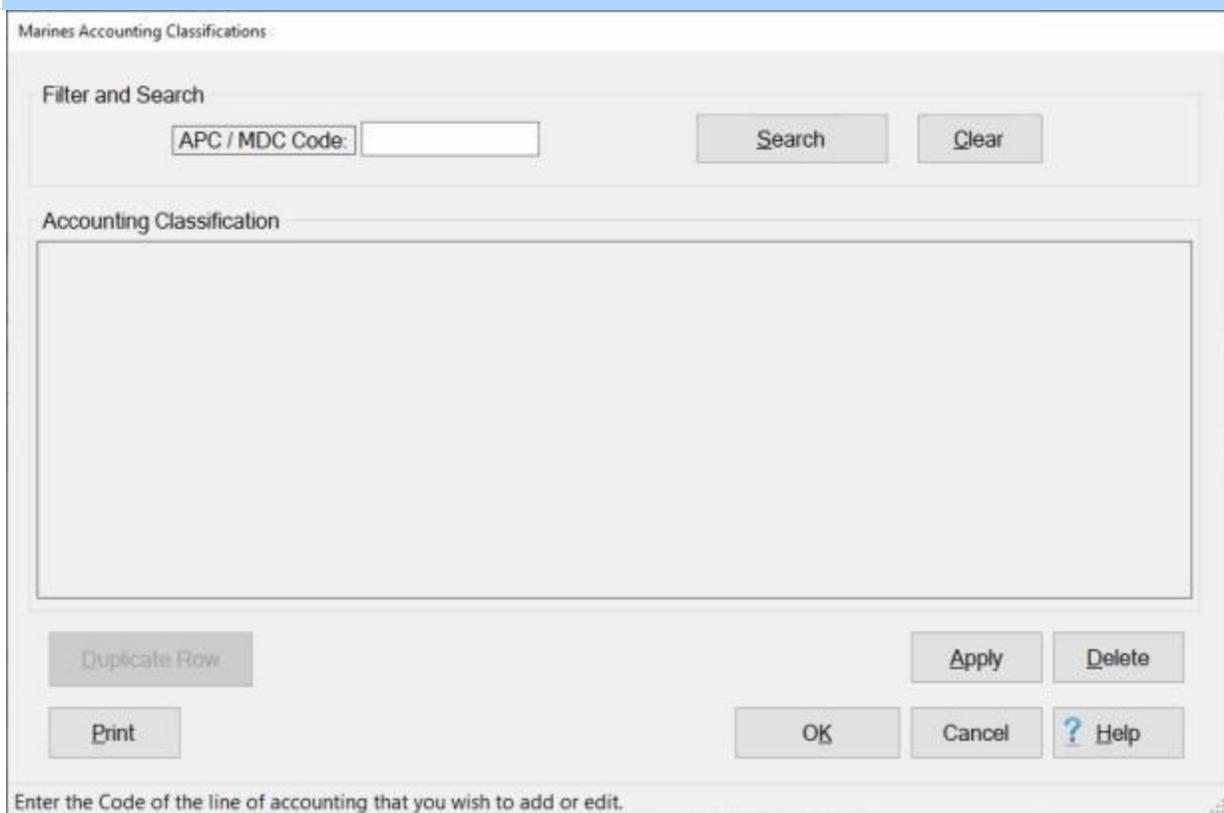 Marines Accounting Classifications
Filter and Search
APC / MDC Code:
Search
Clear
Accounting Classification
Duplicate Row
Apply
Delete
Print
OK
Cancel
? Help
Enter the Code of the line of accounting that you wish to add or edit.